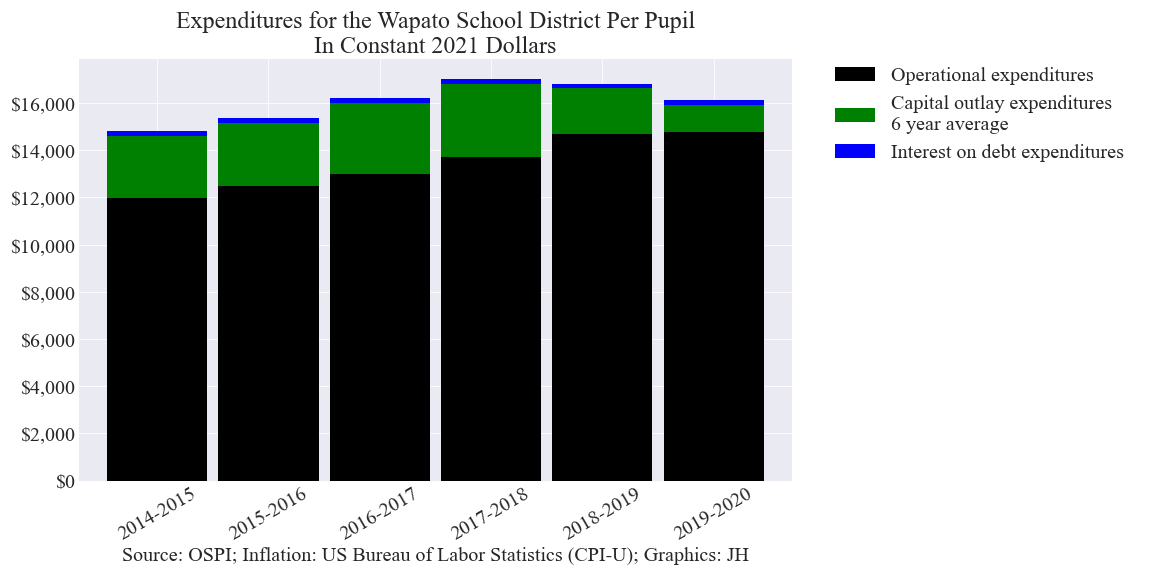 Expenditures for the Wapato School District Per Pupil
In Constant 2021 Dollars
Operational expenditures
Capital outlay expenditures
6 year average
Interest on debt expenditures
$16,000
$14,000
$12,000
$10,000
$8,000
$6,000
$4,000
$2,000
$0
2014-2015
2015-2016
2016-2017
2017-2018
2018-2019
2019-2020
Source: OSPI; Inflation: US Bureau of Labor Statistics (CPI-U); Graphics: JH